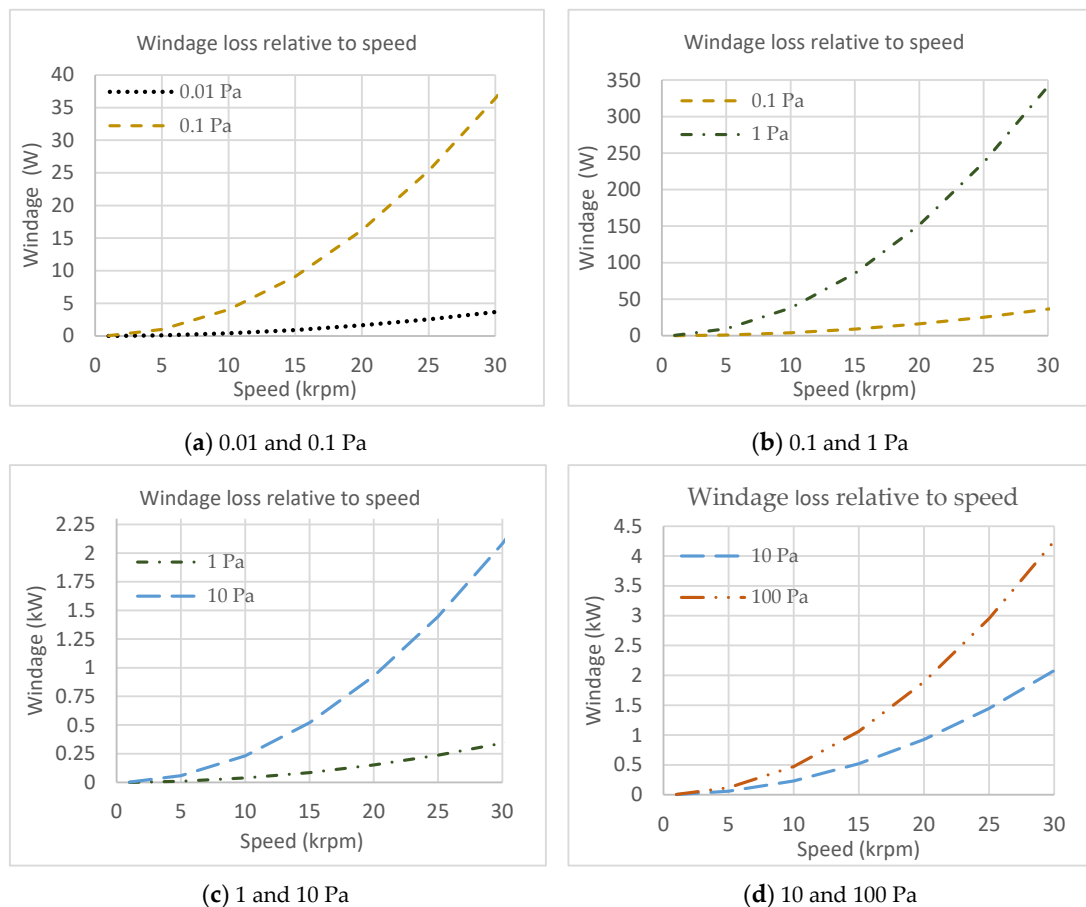 Windage loss relative to speed
40
35
30
25
20
15
10
5
0
0.01 Pa
0.1 Pa
Windage (W)
0 5 10 15 20 25 30
Speed (krpm)
(a) 0.01 and 0.1 Pa
Windage loss relative to speed
350
300
250
200
150
100
50
0
0.1 Pa
1 Pa
Windage (W)
0 5 10 15 20 25 30
Speed (krpm)
(b) 0.1 and 1 Pa
Windage loss relative to speed
2.25
2
1.75
1.5
1.25
1
0.75
0.5
0.25
0
1 Pa
10 Pa
Windage (kW)
0 5 10 15 20 25 30
Speed (krpm)
(c) 1 and 10 Pa
Windage loss relative to speed
4.5
4
3.5
3
2.5
2
1.5
1
0.5
0
10 Pa
100 Pa
Windage (kW)
0 5 10 15 20 25 30
Speed (krpm)
(d) 10 and 100 Pa